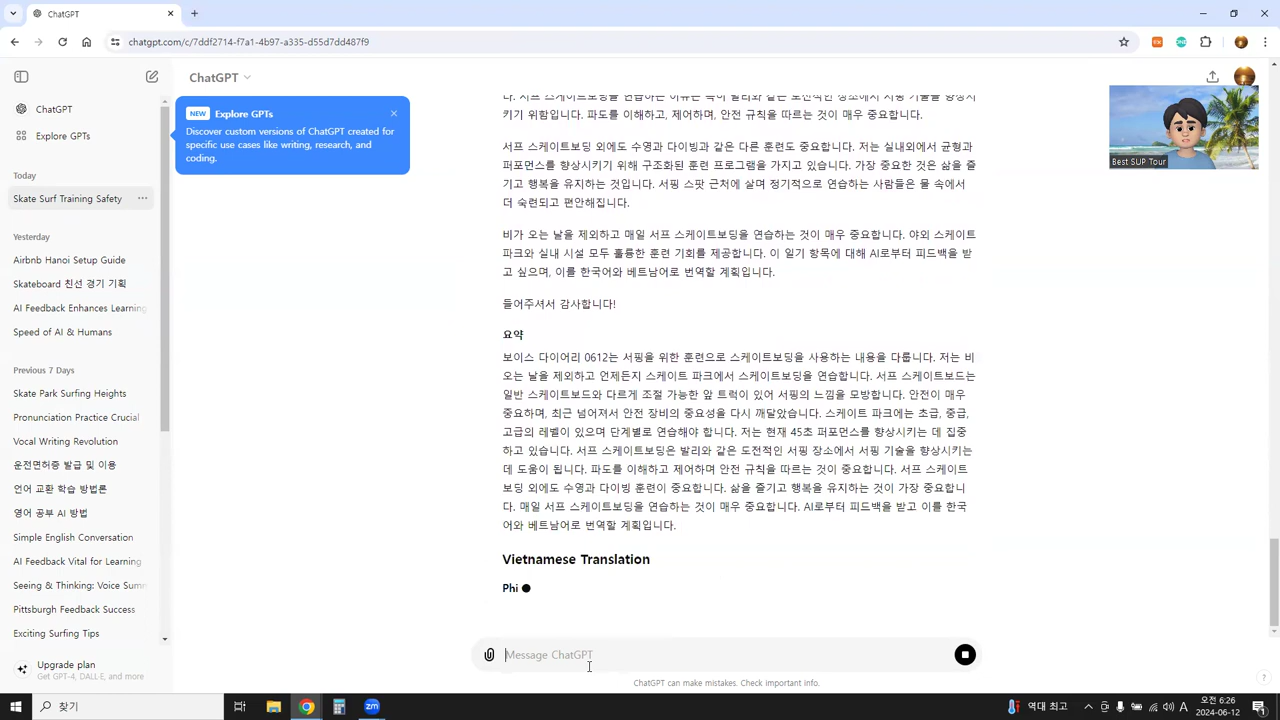 ChatGPT
chatgpt.com/c/7ddf2714-f7a1-4b97-a335-d55d7dd487f9
ChatGPT
Explore GPTs
Today
Skate Surf Training Safety
Yesterday
Airbnb Hanoi Setup Guide
Skateboard 친선 경기 기획
AI Feedback Enhances Learning
Speed of AI & Humans
Previous 7 Days
Skate Park Surfing Heights
Pronunciation Practice Crucial
Vocal Writing Revolution
운전면허증 발급 및 이용
언어 교환 학습 방법론
영어 공부 AI 방법
Simple English Conversation
AI Feedback Vital for Learning
Seeing & Thinking: Voice Sum
Pittsburgh Feedback Success
Exciting Surfing Tips
Upgrade plan
Get GPT-4, DALL·E, and more
ChatGPT
NEW Explore GPTs
Discover custom versions of ChatGPT created for
specific use cases like writing, research, and
coding.
다. 서프 스케이트보딩을 연습하는 이유는 특히 발리와 같은 도전적인 장소에서 서핑 기술을 향상시
키기 위함입니다. 파도를 이해하고, 제어하며, 안전 규칙을 따르는 것이 매우 중요합니다.
서프 스케이트보딩 외에도 수영과 다이빙과 같은 다른 훈련도 중요합니다. 저는 실내외에서 균형과
퍼포먼스를 향상시키기 위해 구조화된 훈련 프로그램을 가지고 있습니다. 가장 중요한 것은 삶을 즐
기고 행복을 유지하는 것입니다. 서핑 스팟 근처에 살며 정기적으로 연습하는 사람들은 물 속에서
더 숙련되고 편안해집니다.
비가 오는 날을 제외하고 매일 서프 스케이트보딩을 연습하는 것이 매우 중요합니다. 야외 스케이트
파크와 실내 시설 모두 훌륭한 훈련 기회를 제공합니다. 이 일기 항목에 대해 AI로부터 피드백을 받
고 싶으며, 이를 한국어와 베트남어로 번역할 계획입니다.
들어주셔서 감사합니다!
요약
보이스 다이어리 0612는 서핑을 위한 훈련으로 스케이트보딩을 사용하는 내용을 다룹니다. 저는 비
오는 날을 제외하고 언제든지 스케이트 파크에서 스케이트보딩을 연습합니다. 서프 스케이트보드는
일반 스케이트보드와 다르게 조절 가능한 앞 트럭이 있어 서핑의 느낌을 모방합니다. 안전이 매우
중요하며, 최근 넘어져서 안전 장비의 중요성을 다시 깨달았습니다. 스케이트 파크에는 초급, 중급,
고급의 레벨이 있으며 단계별로 연습해야 합니다. 저는 현재 45초 퍼포먼스를 향상시키는 데 집중
하고 있습니다. 서프 스케이트보딩은 발리와 같은 도전적인 서핑 장소에서 서핑 기술을 향상시키는
데 도움이 됩니다. 파도를 이해하고 제어하며 안전 규칙을 따르는 것이 중요합니다. 서프 스케이트
보딩 외에도 수영과 다이빙 훈련이 중요합니다. 삶을 즐기고 행복을 유지하는 것이 가장 중요합니
다. 매일 서프 스케이트보딩을 연습하는 것이 매우 중요합니다. AI로부터 피드백을 받고 이를 한국
어와 베트남어로 번역할 계획입니다.
Vietnamese Translation
Phi
Message ChatGPT
ChatGPT can make mistakes. Check important info.
Best SUP Tour
찾기
역대 최고
A
오전 6:26
2024-06-12